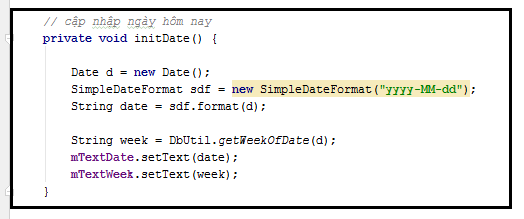 // cập nhập ngày hôm nay
private void initDate() {
Date d = new Date();
SimpleDateFormat sdf = new SimpleDateFormat("yyyy-MM-dd");
String date = sdf.format(d);
String week = DbUtil.getWeekOfDate(d);
mTextDate.setText(date);
mTextWeek.setText(week);
}